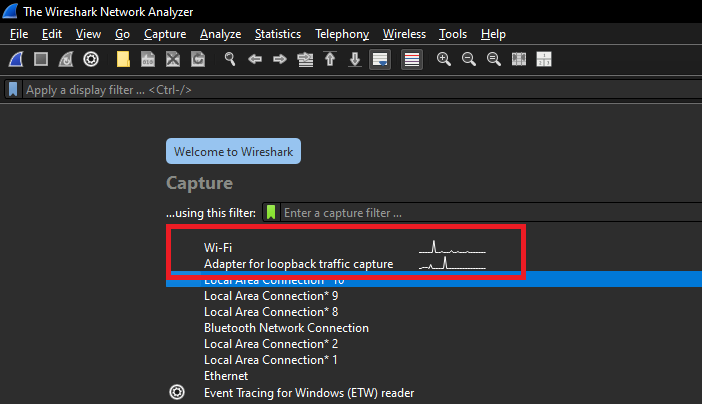 The Wireshark Network Analyzer
File Edit View Go Capture Analyze Statistics Telephony Wireless Tools Help
Apply a display filter ... <Ctrl-/>
Welcome to Wireshark
Capture
...using this filter: Enter a capture filter ...
Wi-Fi
Adapter for loopback traffic capture
Local Area Connection* 10
Local Area Connection* 9
Local Area Connection* 8
Bluetooth Network Connection
Local Area Connection* 2
Local Area Connection* 1
Ethernet
Event Tracing for Windows (ETW) reader